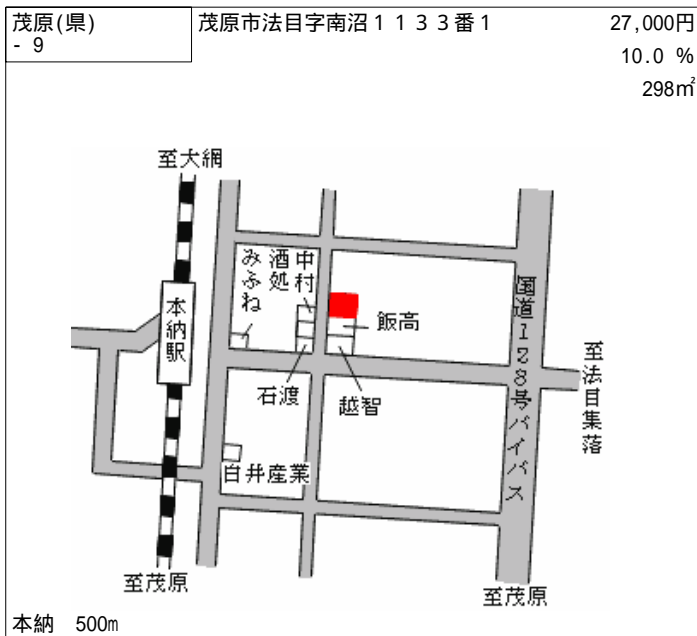 茂原(県)
- 9
茂原市法目字南沼１１３３番1
27,000円
10.0 %
298㎡
至大網
中村
酒処
みふね
本納駅
飯高
国道128号バイパス
至法目集落
石渡
越智
白井産業
至茂原
至茂原
本納 500m